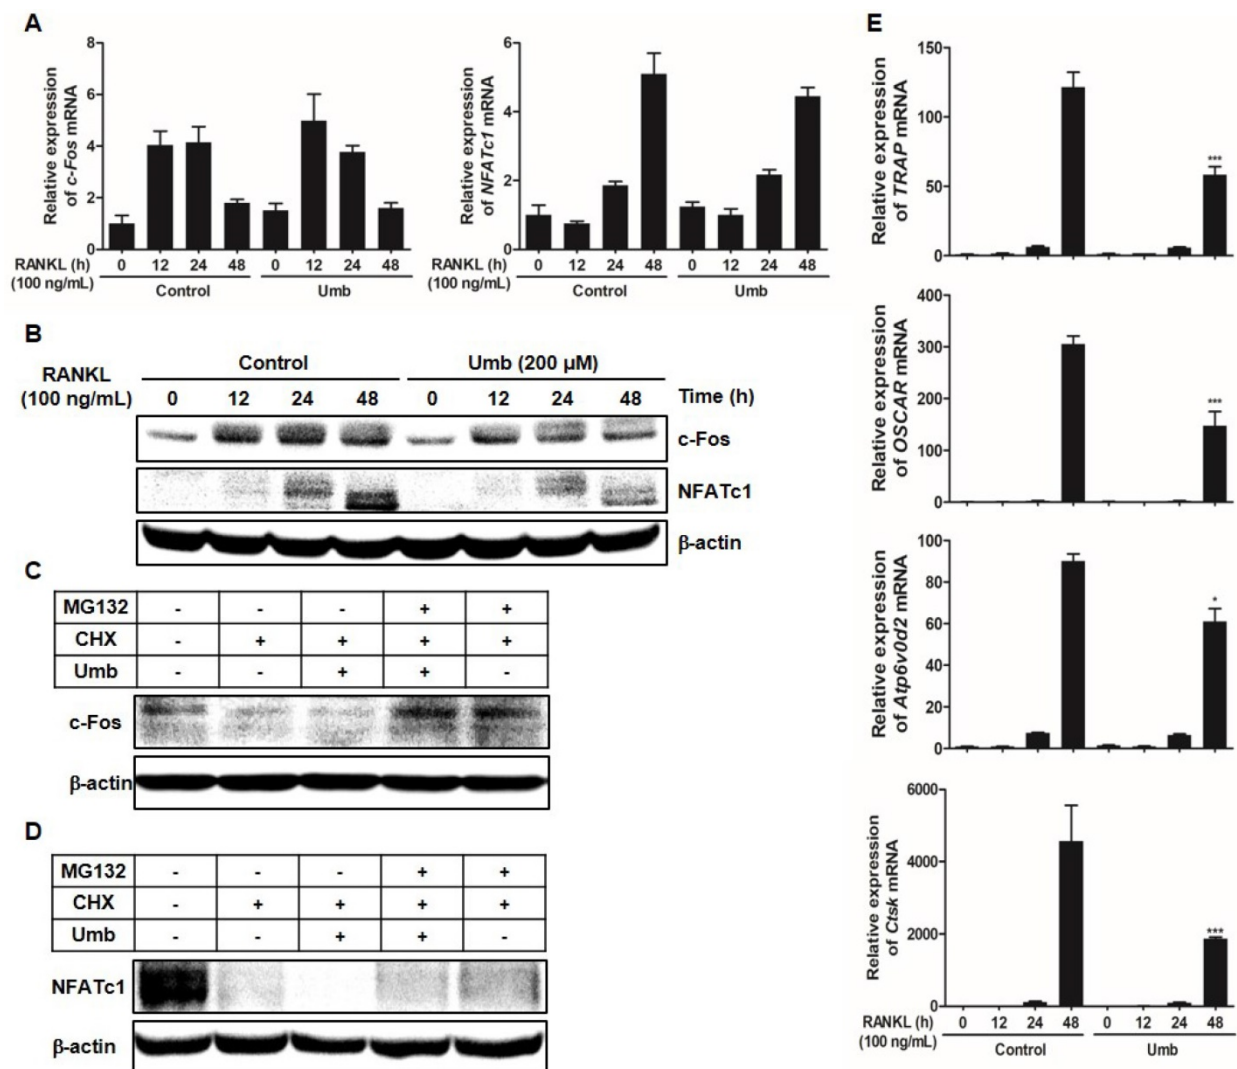 A
Relative expression
of c-Fos mRNA
8
6
4
2
0
RANKL (h)
(100 ng/mL)
0 12 24 48 0 12 24 48
Control Umb
Relative expression
of NFATc1 mRNA
6
4
2
0
RANKL (h)
(100 ng/mL)
0 12 24 48 0 12 24 48
Control Umb
B
RANKL
(100 ng/mL)
Control Umb (200 µM)
0 12 24 48 0 12 24 48 Time (h)
c-Fos
NFATc1
β-actin
C
MG132 - - - + +
CHX - + + + +
Umb - - + + -
c-Fos
β-actin
D
MG132 - - - + +
CHX - + + + +
Umb - - + + -
NFATc1
β-actin
E
Relative expression
of TRAP mRNA
150
100
50
0
***
Relative expression
of OSCAR mRNA
400
300
200
100
0
***
Relative expression
of Atp6v0d2 mRNA
100
80
60
40
20
0
*
Relative expression
of Ctsk mRNA
6000
4000
2000
0
***
RANKL (h)
(100 ng/mL)
0 12 24 48 0 12 24 48
Control Umb